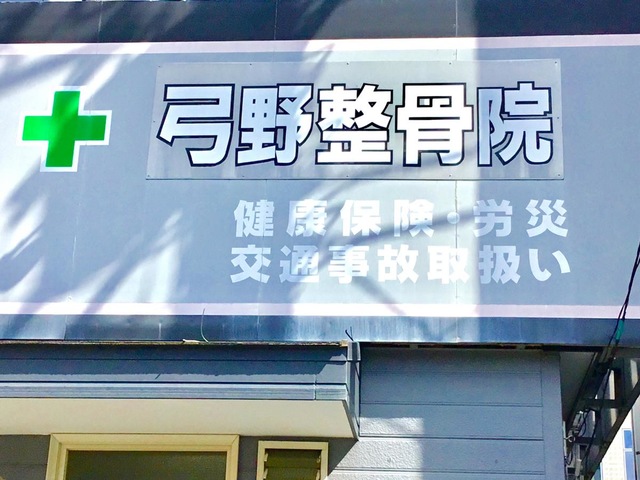 弓野整骨院
健康保険・労災
交通事故取扱い